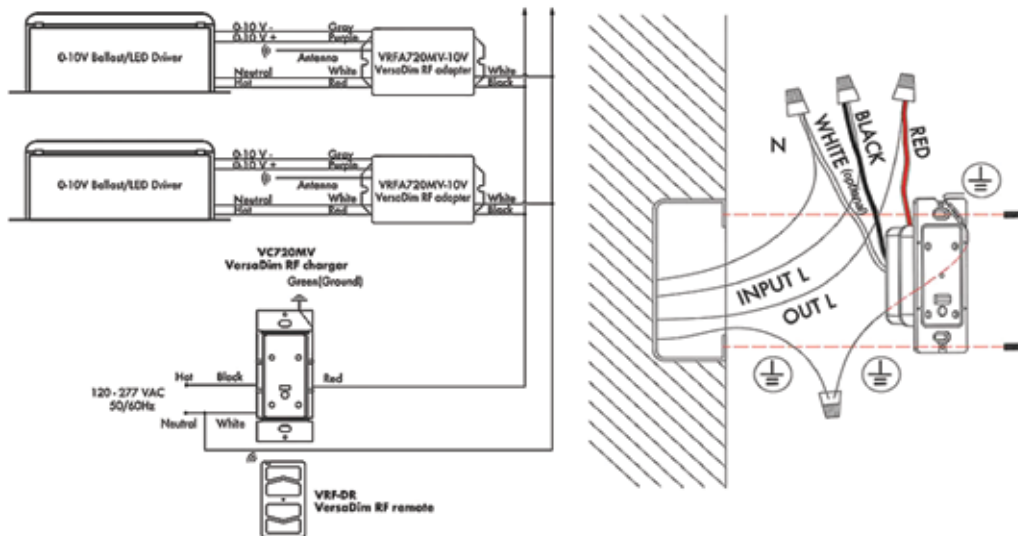 0-10V Ballast/LED Driver
0-10 V - Gray
0-10 V + Purple
Antenna
Neutral White
Hot Red
VRFA720MV-10V
VersaDim RF adapter
White
Black
0-10V Ballast/LED Driver
0-10 V - Gray
0-10 V + Purple
Antenna
Neutral White
Hot Red
VRFA720MV-10V
VersaDim RF adapter
White
Black
VC720MV
VersaDim RF charger
Green(Ground)
Hot Black
Red
120 - 277 VAC
50/60Hz
Neutral White
VRF-DR
VersaDim RF remote
N
WHITE (optional)
BLACK
RED
INPUT L
OUT L